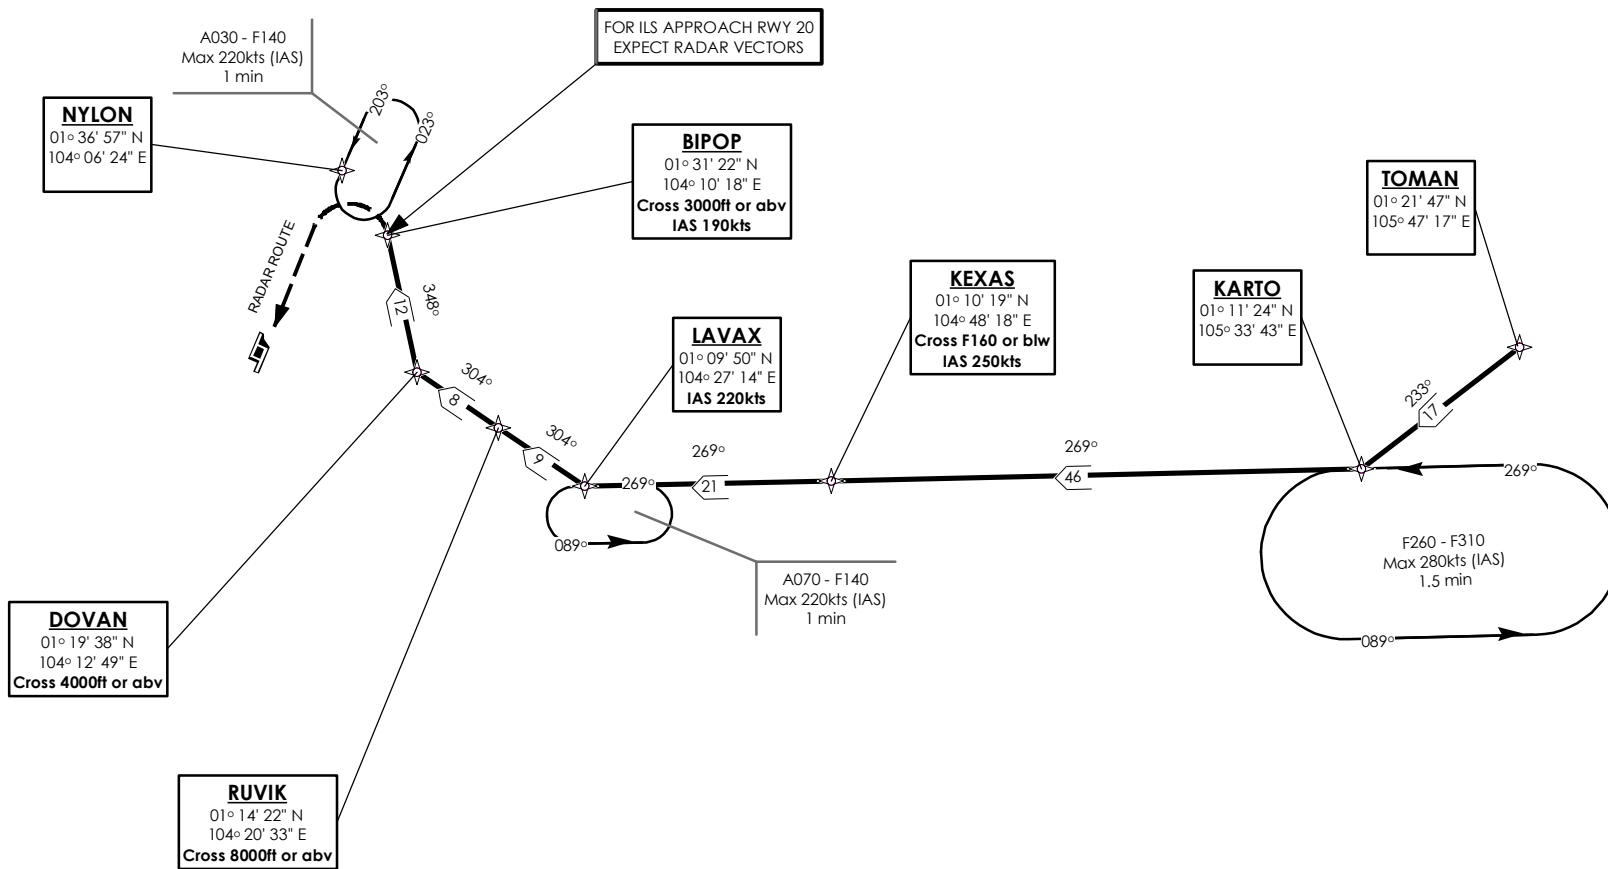 A030 - F140
Max 220kts (IAS)
1 min
FOR ILS APPROACH RWY 20
EXPECT RADAR VECTORS
NYLON
01° 36' 57" N
104° 06' 24" E
203°
023°
BIPOP
01° 31' 22" N
104° 10' 18" E
Cross 3000ft or abv
IAS 190kts
TOMAN
01° 21' 47" N
105° 47' 17" E
RADAR ROUTE
12
348°
KEXAS
01° 10' 19" N
104° 48' 18" E
Cross F160 or blw
IAS 250kts
KARTO
01° 11' 24" N
105° 33' 43" E
LAVAX
01° 09' 50" N
104° 27' 14" E
IAS 220kts
304°
8
304°
9
233°
17
269°
21
269°
46
269°
269°
089°
A070 - F140
Max 220kts (IAS)
1 min
F260 - F310
Max 280kts (IAS)
1.5 min
089°
DOVAN
01° 19' 38" N
104° 12' 49" E
Cross 4000ft or abv
RUVIK
01° 14' 22" N
104° 20' 33" E
Cross 8000ft or abv